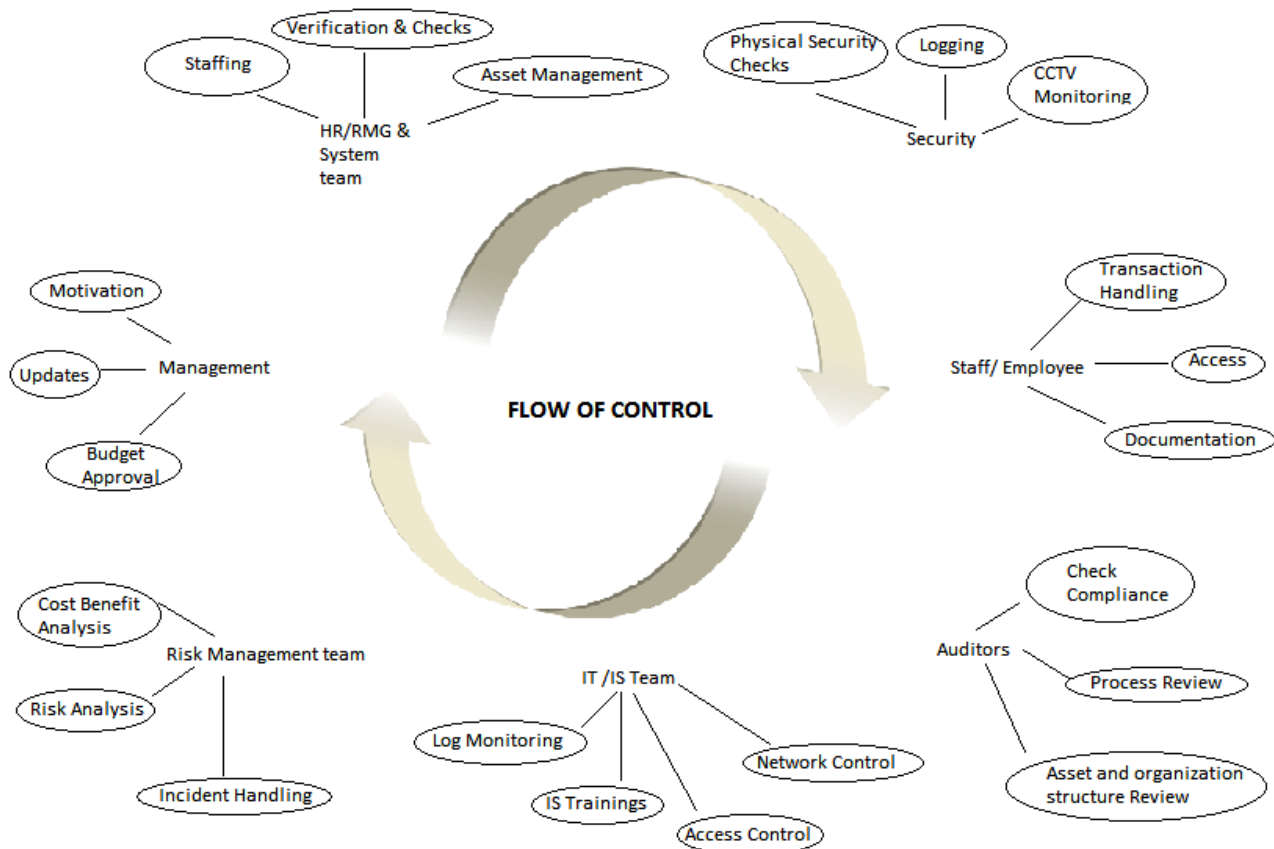 Verification & Checks
Staffing
Asset Management
HR/RMG &
System
team
Physical Security
Checks
Logging
CCTV
Monitoring
Security
Motivation
Updates
Management
Budget
Approval
FLOW OF CONTROL
Transaction
Handling
Staff/ Employee
Access
Documentation
Cost Benefit
Analysis
Risk Management team
Risk Analysis
Incident Handling
IT /IS Team
Log Monitoring
IS Trainings
Access Control
Network Control
Check
Compliance
Auditors
Process Review
Asset and organization
structure Review